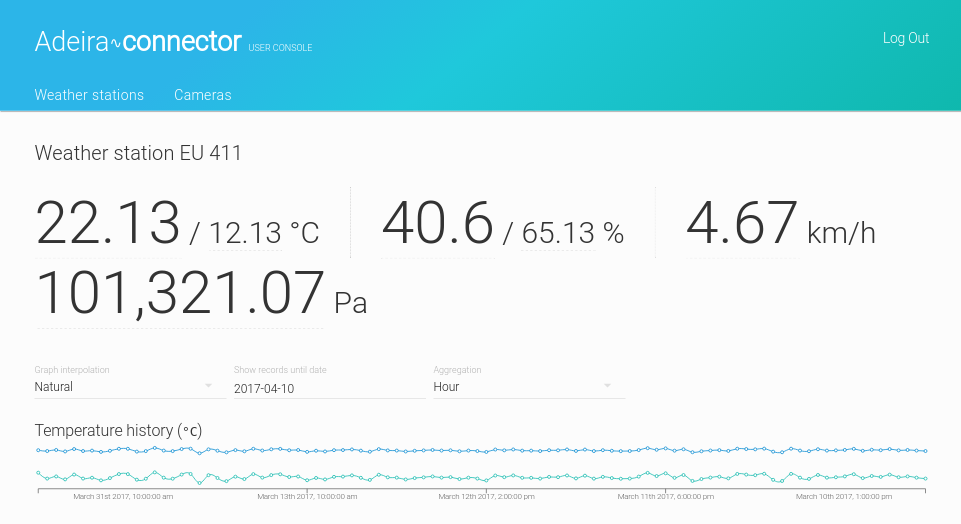 Adeira∿connector USER CONSOLE
Log Out
Weather stations Cameras
Weather station EU 411
22.13 / 12.13 °C 40.6 / 65.13 % 4.67 km/h
101,321.07 Pa
Graph interpolation Show records until date Aggregation
Natural 2017-04-10 Hour
Temperature history (°C)
March 31st 2017, 10:00:00 am March 13th 2017, 10:00:00 am March 12th 2017, 2:00:00 pm March 11th 2017, 6:00:00 pm March 10th 2017, 1:00:00 pm